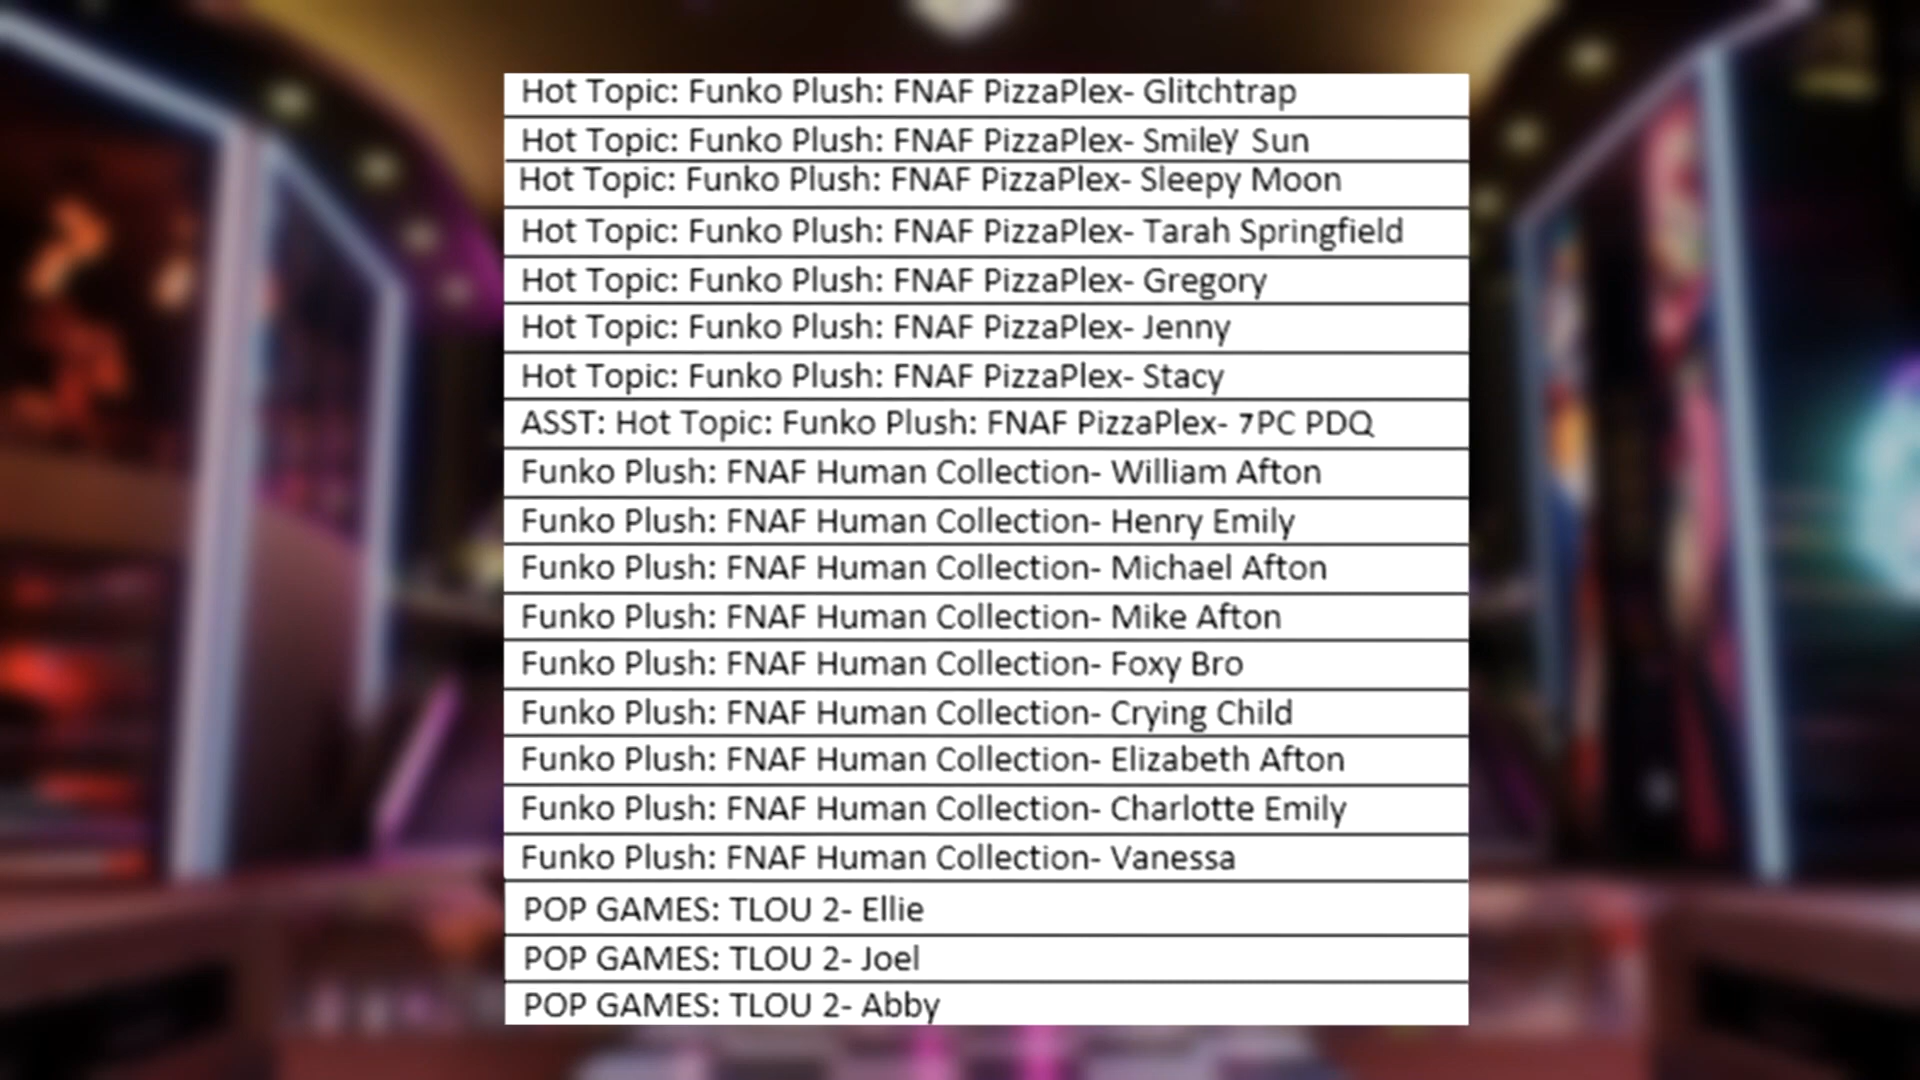 Hot Topic: Funko Plush: FNAF PizzaPlex- Glitchtrap
Hot Topic: Funko Plush: FNAF PizzaPlex- SmileY Sun
Hot Topic: Funko Plush: FNAF PizzaPlex- Sleepy Moon
Hot Topic: Funko Plush: FNAF PizzaPlex- Tarah Springfield
Hot Topic: Funko Plush: FNAF PizzaPlex- Gregory
Hot Topic: Funko Plush: FNAF PizzaPlex- Jenny
Hot Topic: Funko Plush: FNAF PizzaPlex- Stacy
ASST: Hot Topic: Funko Plush: FNAF PizzaPlex- 7PC PDQ
Funko Plush: FNAF Human Collection- William Afton
Funko Plush: FNAF Human Collection- Henry Emily
Funko Plush: FNAF Human Collection- Michael Afton
Funko Plush: FNAF Human Collection- Mike Afton
Funko Plush: FNAF Human Collection- Foxy Bro
Funko Plush: FNAF Human Collection- Crying Child
Funko Plush: FNAF Human Collection- Elizabeth Afton
Funko Plush: FNAF Human Collection- Charlotte Emily
Funko Plush: FNAF Human Collection- Vanessa
POP GAMES: TLOU 2- Ellie
POP GAMES: TLOU 2- Joel
POP GAMES: TLOU 2- Abby